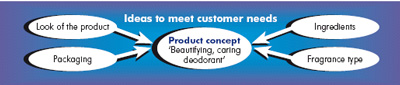 Ideas to meet customer needs
Look of the product
Ingredients
Product concept
'Beautifying, caring
deodorant'
Packaging
Fragrance type